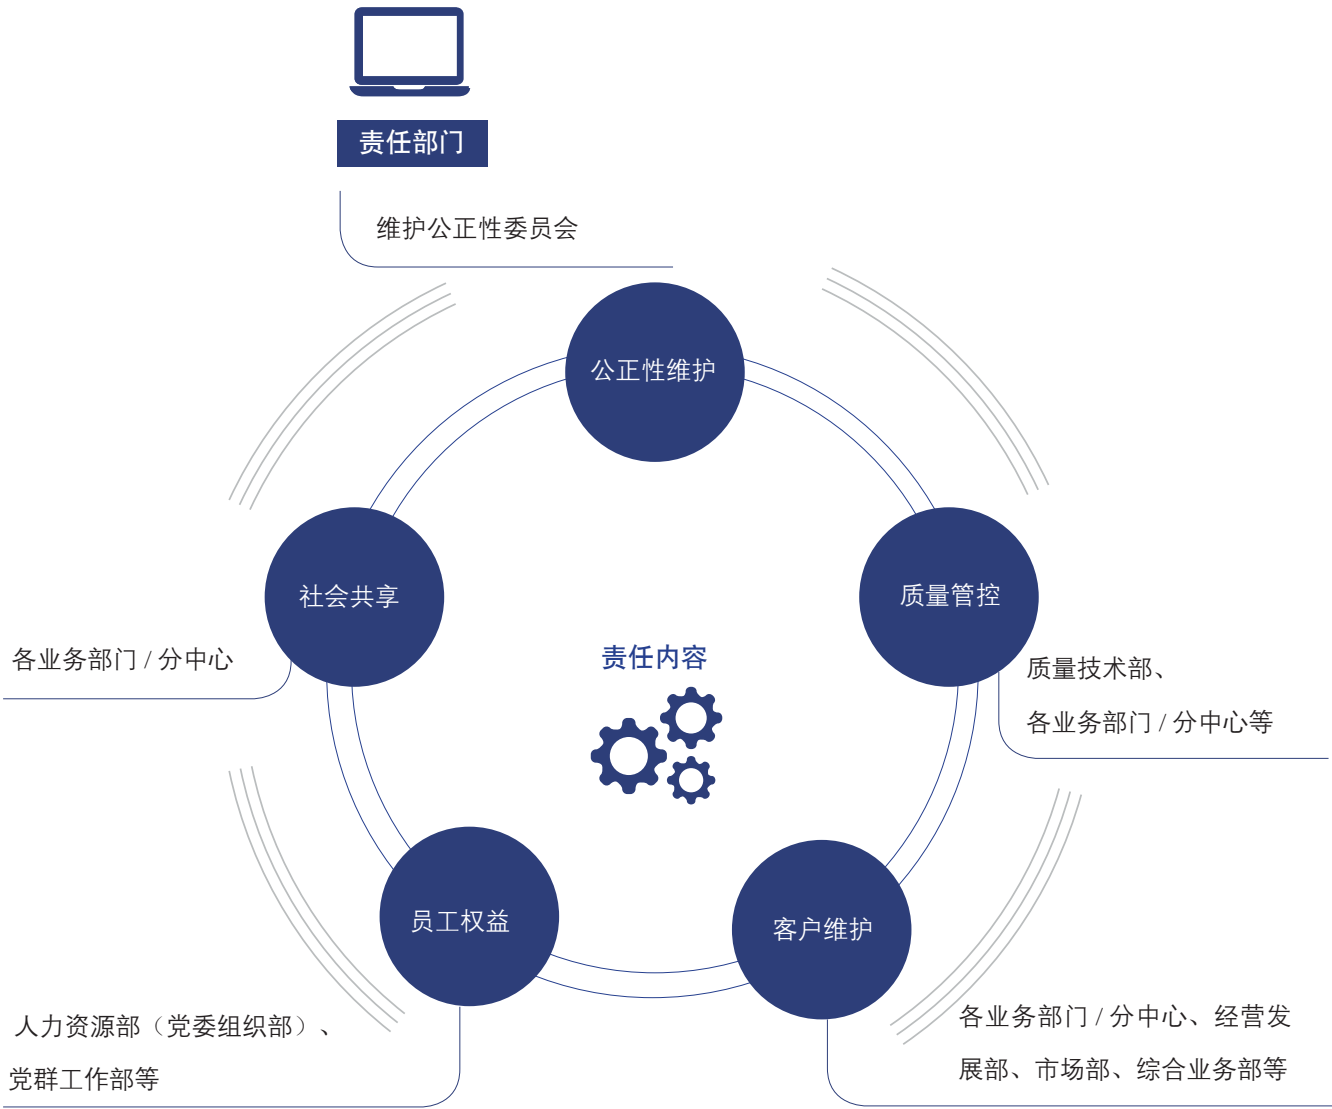 责任部门
维护公正性委员会
公正性维护
社会共享
质量管控
各业务部门 / 分中心
责任内容
质量技术部、
各业务部门 / 分中心等
员工权益
客户维护
人力资源部（党委组织部）、
党群工作部等
各业务部门 / 分中心、经营发
展部、市场部、综合业务部等